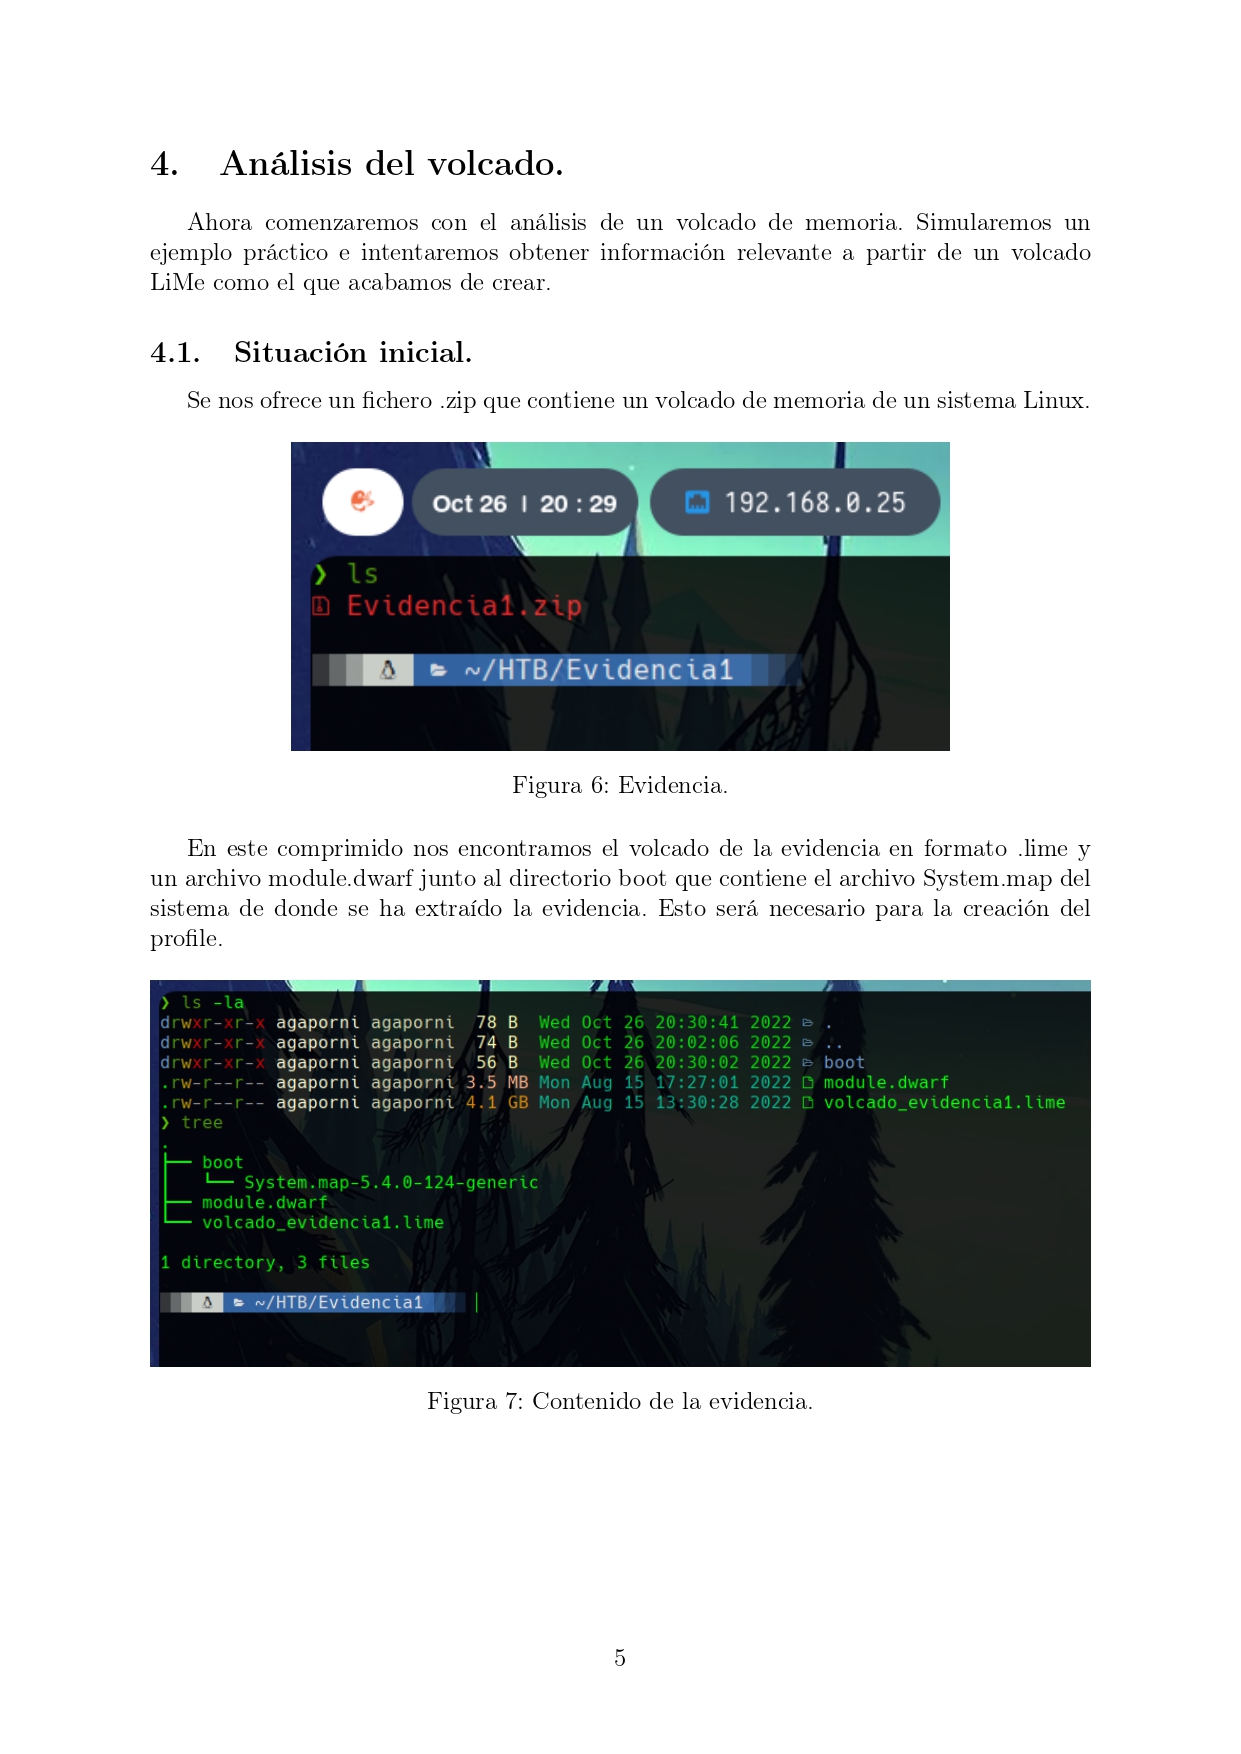 4. Análisis del volcado.
Ahora comenzaremos con el análisis de un volcado de memoria. Simularemos un
ejemplo práctico e intentaremos obtener información relevante a partir de un volcado
LiMe como el que acabamos de crear.
4.1. Situación inicial.
Se nos ofrece un fichero .zip que contiene un volcado de memoria de un sistema Linux.
Oct 26 | 20 : 29 192.168.0.25
❯ ls
Evidencia1.zip
~/HTB/Evidencia1
Figura 6: Evidencia.
En este comprimido nos encontramos el volcado de la evidencia en formato .lime y
un archivo module.dwarf junto al directorio boot que contiene el archivo System.map del
sistema de donde se ha extraído la evidencia. Esto será necesario para la creación del
profile.
❯ ls -la
drwxr-xr-x agaporni agaporni 78 B Wed Oct 26 20:30:41 2022 .
drwxr-xr-x agaporni agaporni 74 B Wed Oct 26 20:02:06 2022 ..
drwxr-xr-x agaporni agaporni 56 B Wed Oct 26 20:30:02 2022 boot
.rw-r--r-- agaporni agaporni 3.5 MB Mon Aug 15 17:27:01 2022 module.dwarf
.rw-r--r-- agaporni agaporni 4.1 GB Mon Aug 15 13:30:28 2022 volcado_evidencia1.lime
❯ tree
.
├── boot
│   └── System.map-5.4.0-124-generic
├── module.dwarf
└── volcado_evidencia1.lime
1 directory, 3 files
~/HTB/Evidencia1
Figura 7: Contenido de la evidencia.
5